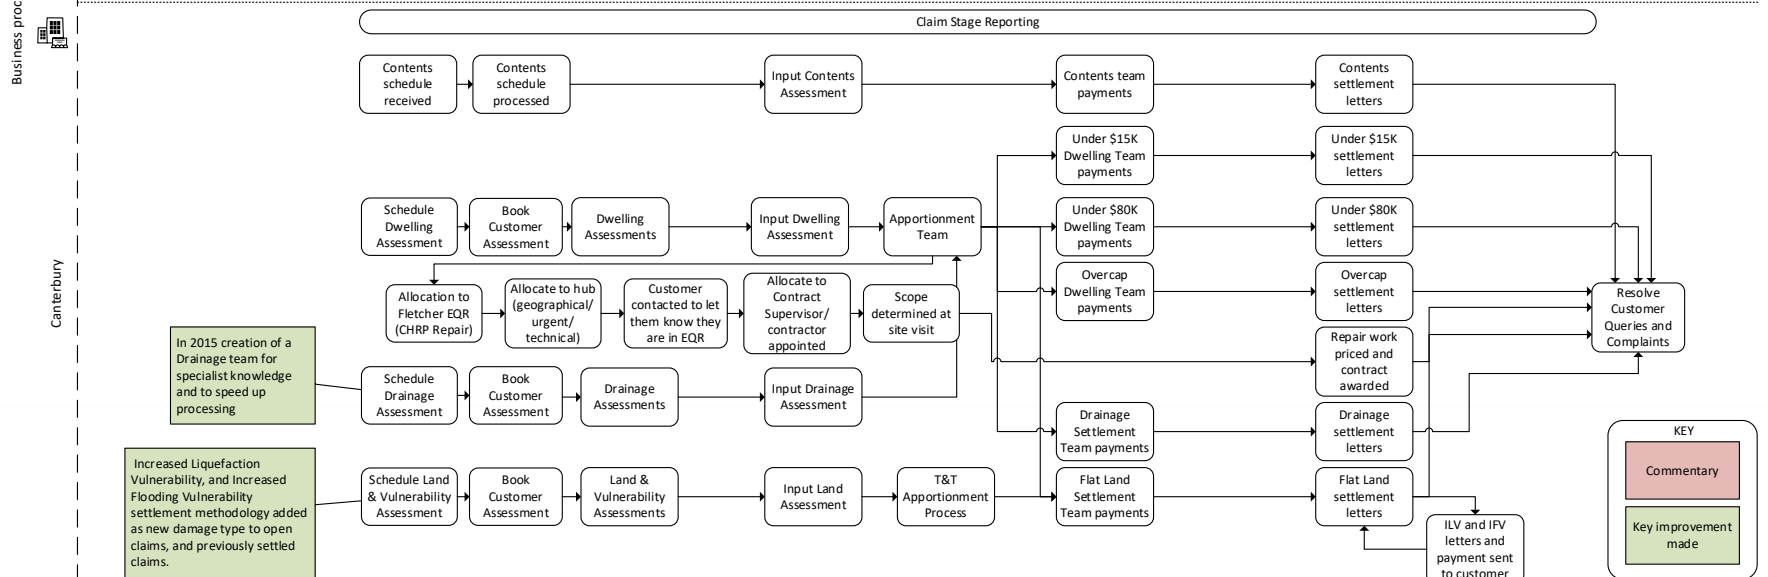 Business proc
Canterbury
Claim Stage Reporting
Contents
schedule
received
Contents
schedule
processed
Input Contents
Assessment
Contents team
payments
Contents
settlement
letters
Under $15K
Dwelling Team
payments
Under $15K
settlement
letters
Schedule
Dwelling
Assessment
Book
Customer
Assessment
Dwelling
Assessments
Input Dwelling
Assessment
Apportionment
Team
Under $80K
Dwelling Team
payments
Under $80K
settlement
letters
Allocation to
Fletcher EQR
(CHRP Repair)
Allocate to hub
(geographical/
urgent/
technical)
Customer
contacted to let
them know they
are in EQR
Allocate to
Contract
Supervisor/
contractor
appointed
Scope
determined at
site visit
Overcap
Dwelling Team
payments
Overcap
settlement
letters
Resolve
Customer
Queries and
Complaints
Repair work
priced and
contract
awarded
In 2015 creation of a
Drainage team for
specialist knowledge
and to speed up
processing
Schedule
Drainage
Assessment
Book
Customer
Assessment
Drainage
Assessments
Input Drainage
Assessment
Drainage
Settlement
Team payments
Drainage
settlement
letters
Increased Liquefaction
Vulnerability, and Increased
Flooding Vulnerability
settlement methodology added
as new damage type to open
claims, and previously settled
claims.
Schedule Land
& Vulnerability
Assessment
Book
Customer
Assessment
Land &
Vulnerability
Assessments
Input Land
Assessment
T&T
Apportionment
Process
Flat Land
Settlement
Team payments
Flat Land
settlement
letters
ILV and IFV
letters and
payment sent
to customer
KEY
Commentary
Key improvement
made